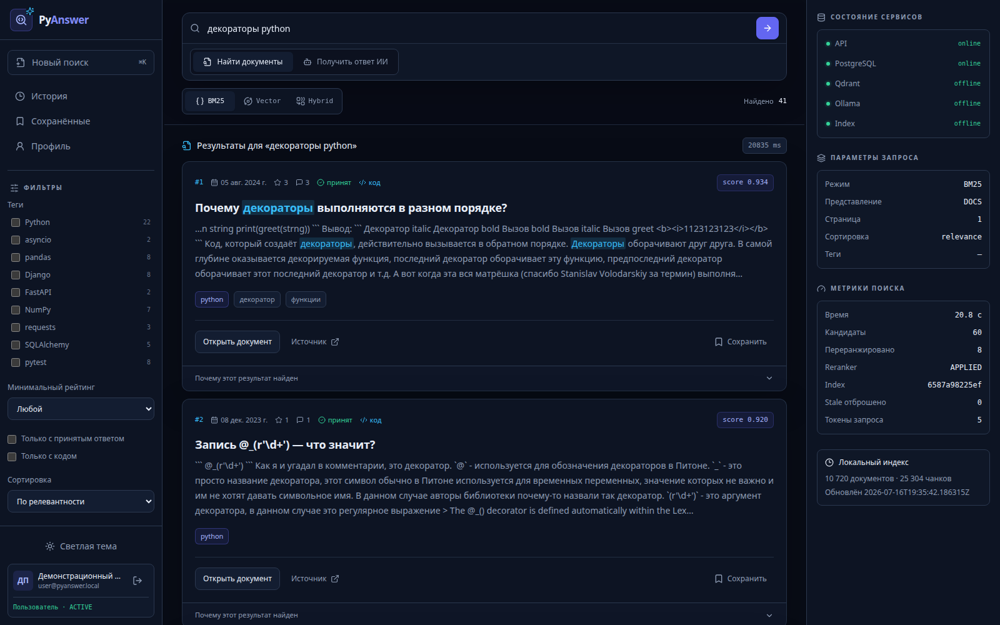 PyAnswer
Новый поиск
⌘K
История
Сохранённые
Профиль
ФИЛЬТРЫ
Теги
Python 22
asyncio 2
pandas 8
Django 8
FastAPI 2
NumPy 7
requests 3
SQLAlchemy 5
pytest 8
Минимальный рейтинг
Любой
Только с принятым ответом
Только с кодом
Сортировка
По релевантности
Светлая тема
ДП
Демонстрационный ...
user@pyanswer.local
Пользователь · ACTIVE
декораторы python
Найти документы
Получить ответ ИИ
{} BM25
Vector
Hybrid
Найдено 41
Результаты для «декораторы python»
20835 ms
#1 05 авг. 2024 г. 3 3 принят код
score 0.934
Почему декораторы выполняются в разном порядке?
...n string print(greet(strng)) ``` Вывод: ``` Декоратор italic Декоратор bold Вызов bold Вызов italic Вызов greet <b><i>1123123123</i></b>
``` Код, который создаёт декораторы, действительно вызывается в обратном порядке. Декораторы оборачивают друг друга. В самой
глубине оказывается декорируемая функция, последний декоратор оборачивает эту функцию, предпоследний декоратор
оборачивает этот последний декоратор и т.д. А вот когда эта вся матрёшка (спасибо Stanislav Volodarskiy за термин) выполня...
python
декоратор
функции
Открыть документ
Источник
Сохранить
Почему этот результат найден
#2 08 дек. 2023 г. 1 1 принят код
score 0.920
Запись @_(r'\d+') — что значит?
``` @_(r'\d+') ``` Как я и угадал в комментарии, это декоратор. `@` - используется для обозначения декораторов в Питоне. `_` - это
просто название декоратора, этот символ обычно в Питоне используется для временных переменных, значение которых не важно и
им не хотят давать символьное имя. В данном случае авторы библиотеки почему-то назвали так декоратор. `(r'\d+')` - это аргумент
декоратора, в данном случае это регулярное выражение > The @_() decorator is defined automatically within the Lex...
python
Открыть документ
Источник
Сохранить
Почему этот результат найден
СОСТОЯНИЕ СЕРВИСОВ
API online
PostgreSQL online
Qdrant offline
Ollama offline
Index offline
ПАРАМЕТРЫ ЗАПРОСА
Режим BM25
Представление DOCS
Страница 1
Сортировка relevance
Теги —
МЕТРИКИ ПОИСКА
Время 20.8 с
Кандидаты 60
Переранжировано 8
Reranker APPLIED
Index 6587a98225ef
Stale отброшено 0
Токены запроса 5
Локальный индекс
10 720 документов · 25 304 чанков
Обновлён 2026-07-16T19:35:42.186315Z